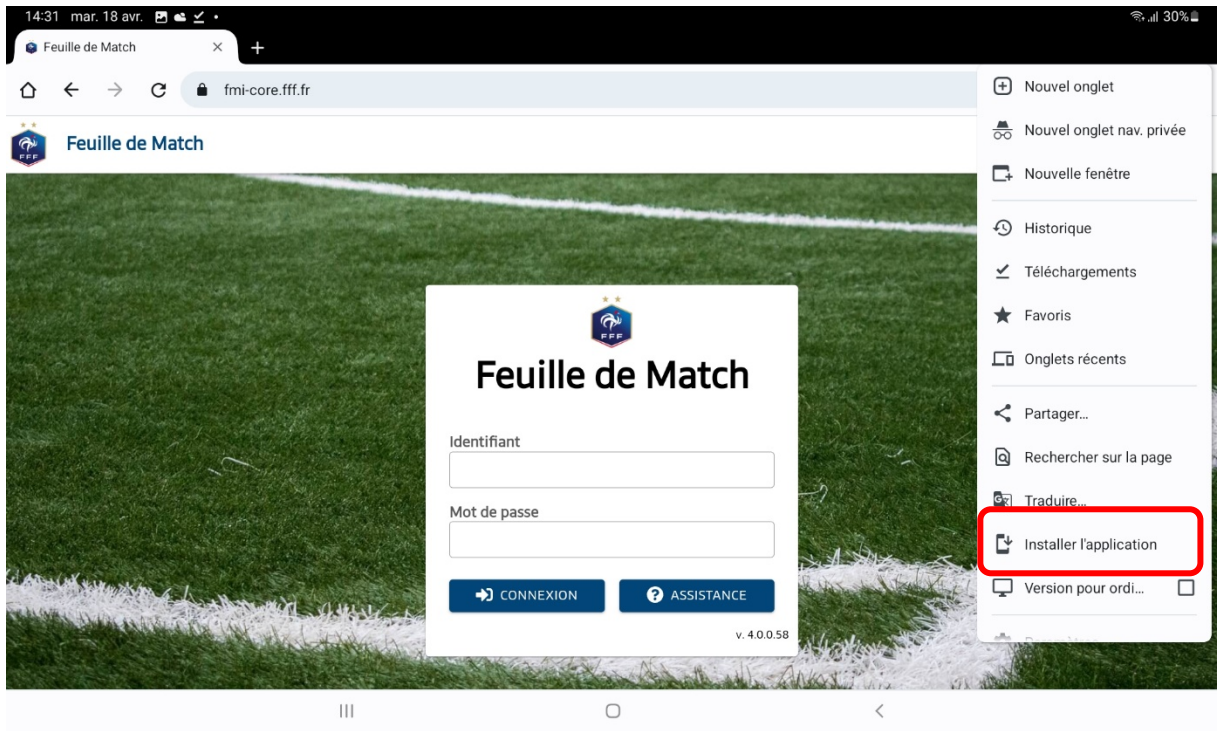 14:31 mar. 18 avr.
30%
Feuille de Match
fmi-core.fff.fr
FFF
Feuille de Match
Nouvel onglet
Nouvel onglet nav. privée
Nouvelle fenêtre
Historique
Téléchargements
Favoris
Onglets récents
Partager...
Rechercher sur la page
Traduire...
Installer l'application
Version pour ordi...
Paramètres
FFF
Feuille de Match
Identifiant
Mot de passe
CONNEXION
ASSISTANCE
v. 4.0.0.58